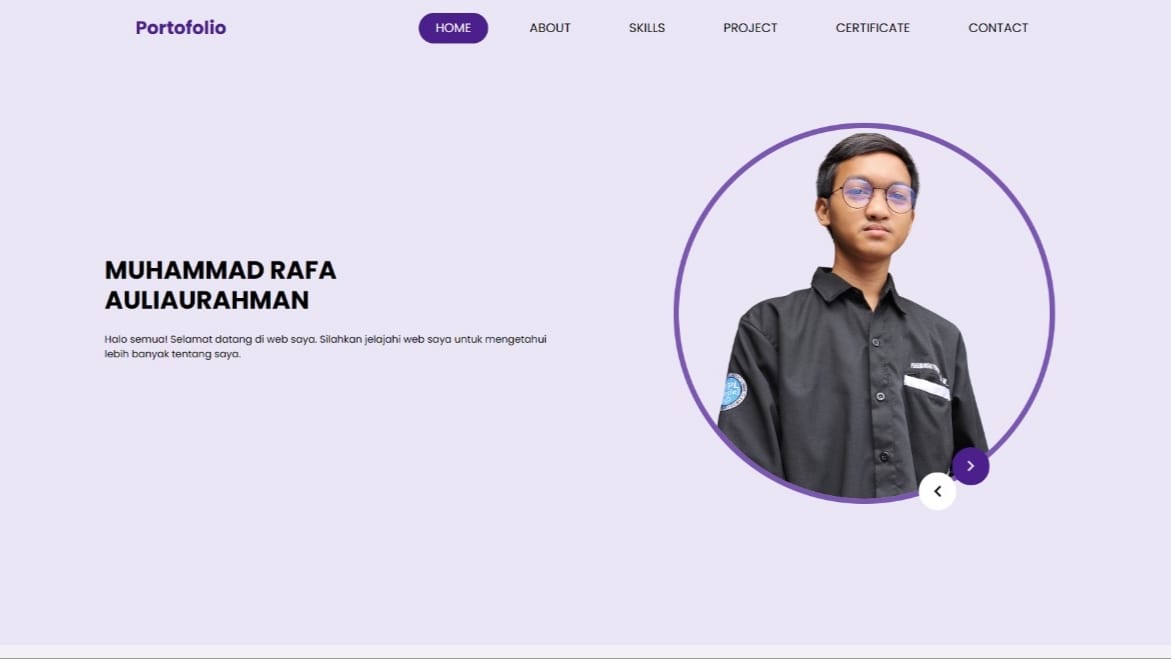 Portofolio
HOME
ABOUT
SKILLS
PROJECT
CERTIFICATE
CONTACT
MUHAMMAD RAFA
AULIAURAHMAN
Halo semua! Selamat datang di web saya. Silahkan jelajahi web saya untuk mengetahui
lebih banyak tentang saya.